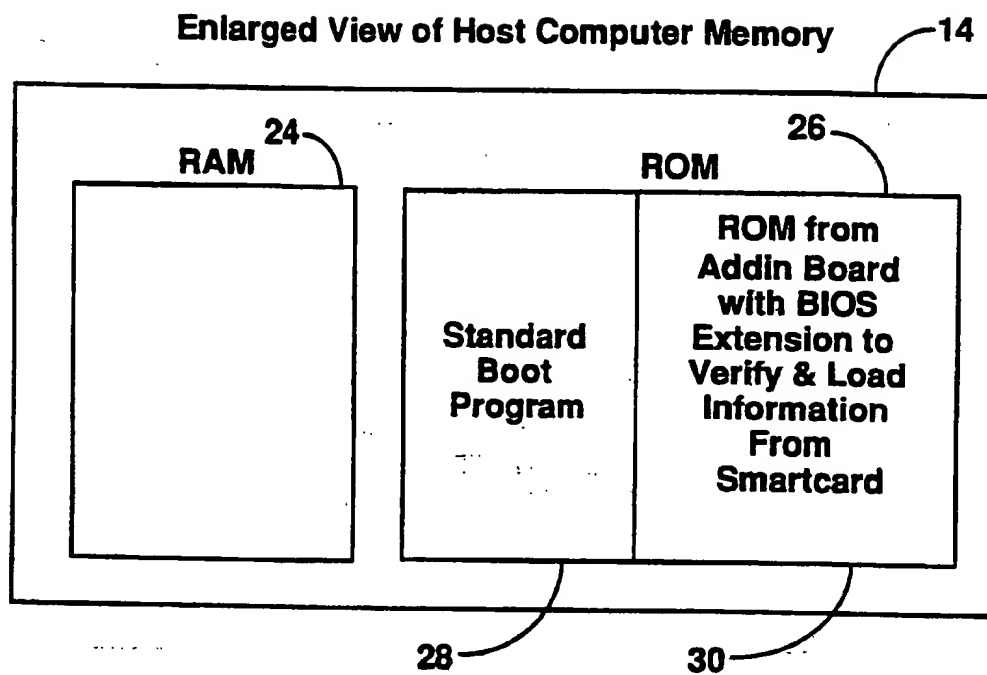 Enlarged View of Host Computer Memory
14
24
26
RAM
ROM
Standard
Boot
Program
ROM from
Addin Board
with BIOS
Extension to
Verify & Load
Information
From
Smartcard
28
30